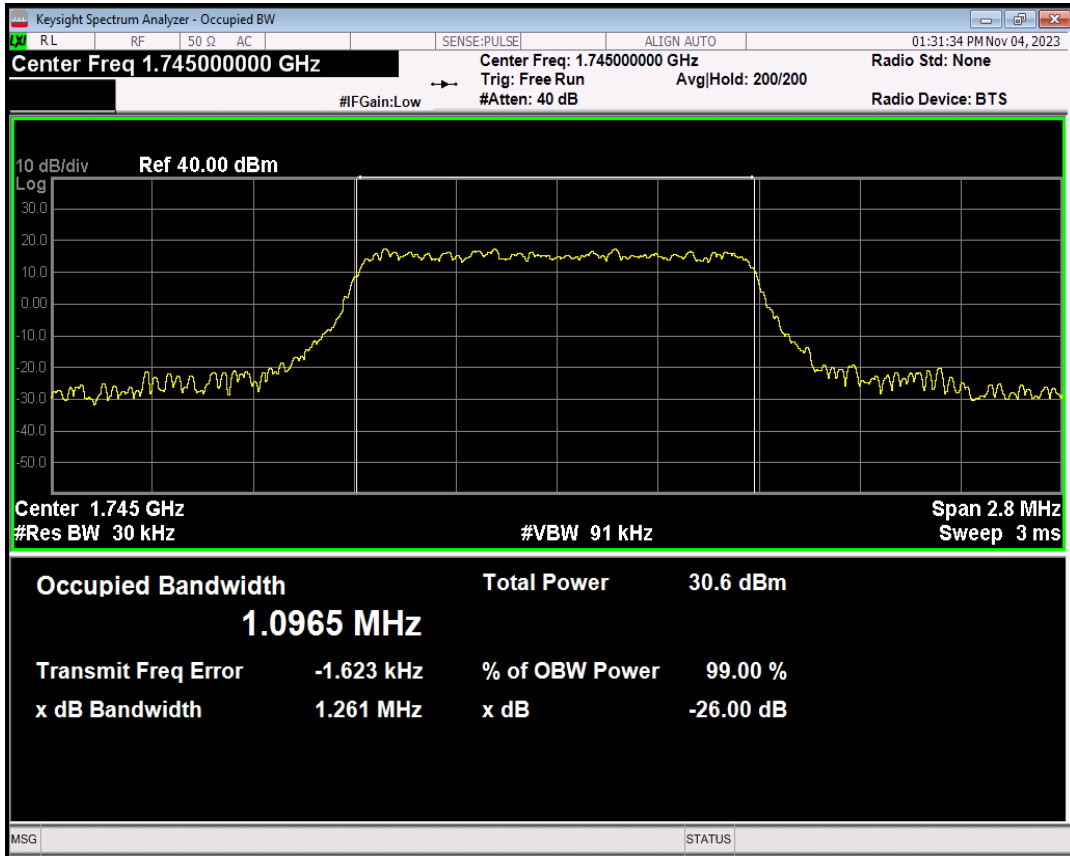 Keysight Spectrum Analyzer - Occupied BW
LXI RL RF 50 Ω AC SENSE:PULSE ALIGN AUTO 01:31:34 PM Nov 04, 2023
Center Freq 1.745000000 GHz
Center Freq: 1.745000000 GHz
Radio Std: None
Trig: Free Run Avg|Hold: 200/200
#IFGain:Low #Atten: 40 dB Radio Device: BTS
10 dB/div Ref 40.00 dBm
Log
30.0
20.0
10.0
0.00
-10.0
-20.0
-30.0
-40.0
-50.0
Center 1.745 GHz Span 2.8 MHz
#Res BW 30 kHz #VBW 91 kHz Sweep 3 ms
Occupied Bandwidth Total Power 30.6 dBm
1.0965 MHz
Transmit Freq Error -1.623 kHz % of OBW Power 99.00 %
x dB Bandwidth 1.261 MHz x dB -26.00 dB
MSG STATUS